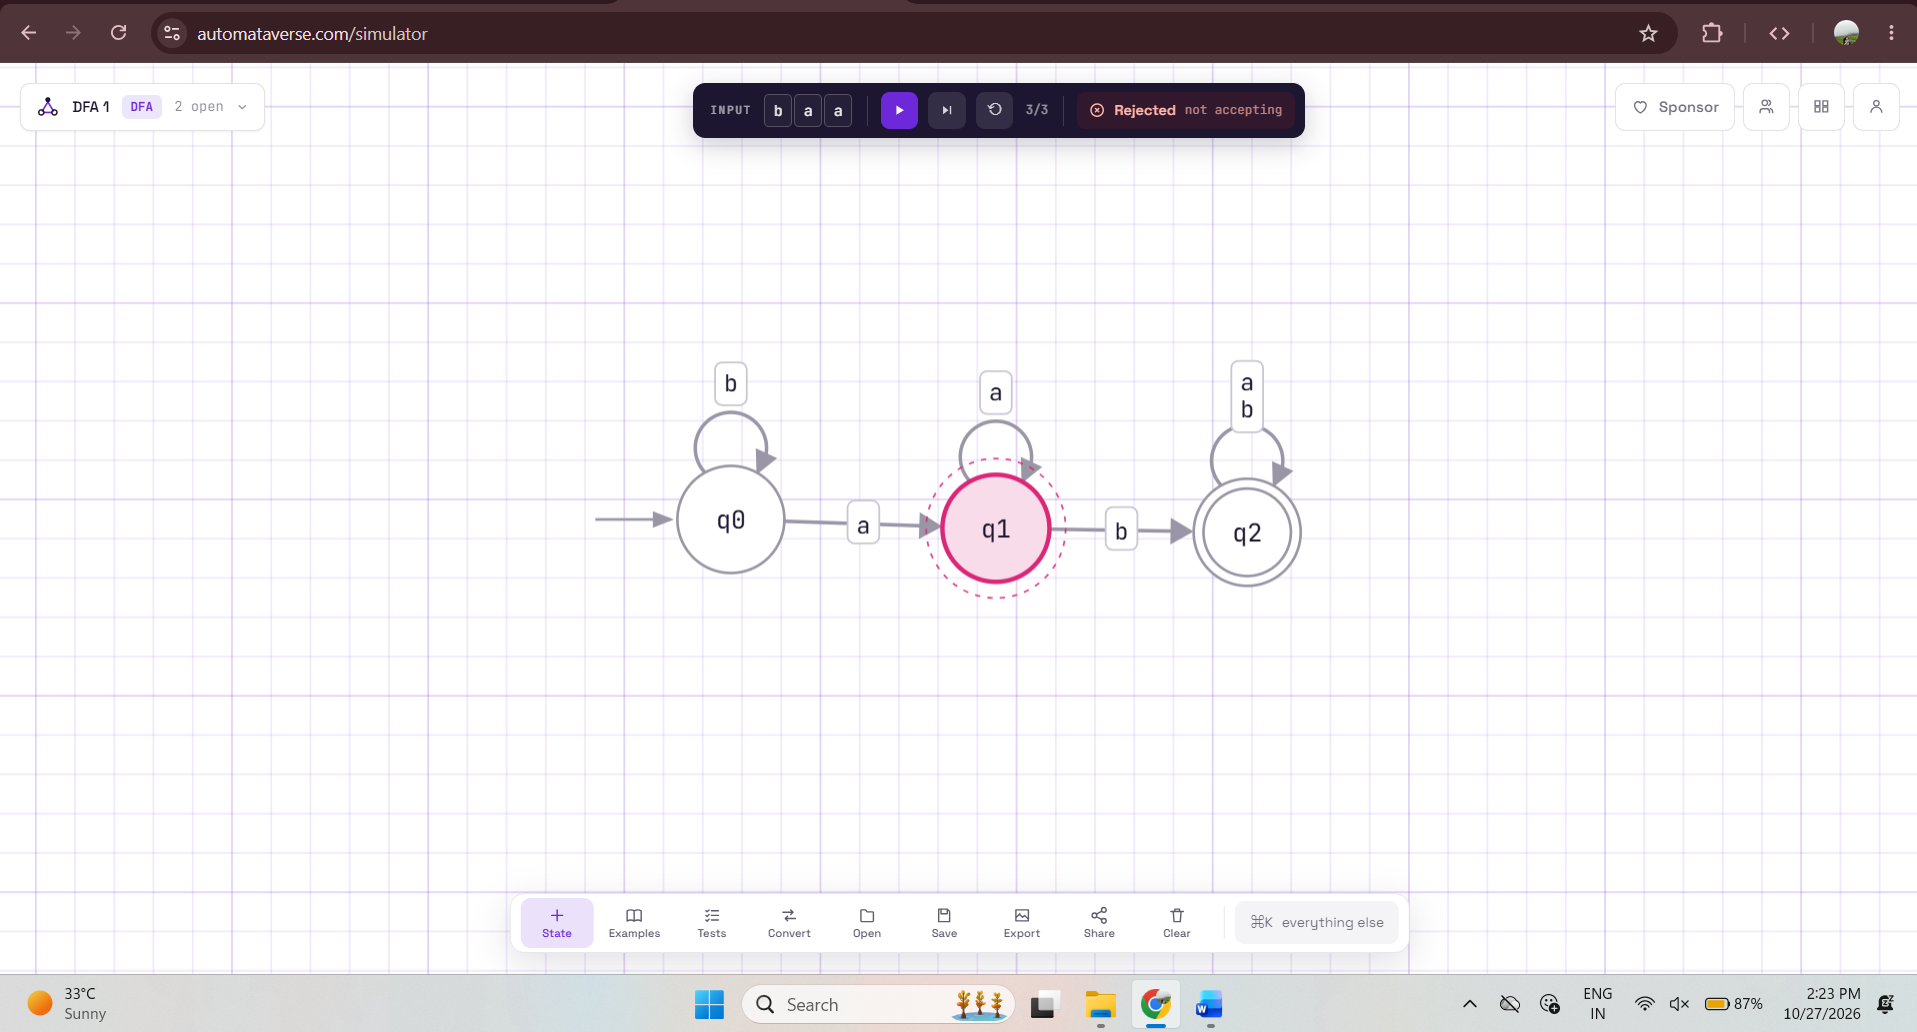 automataverse.com/simulator
DFA 1 DFA 2 open
INPUT b a a 3/3 Rejected not accepting
Sponsor
b
a
a
b
q0
a
q1
b
q2
State
Examples
Tests
Convert
Open
Save
Export
Share
Clear
⌘K everything else
33°C
Sunny
Search
W
ENG
IN
87%
2:23 PM
10/27/2026